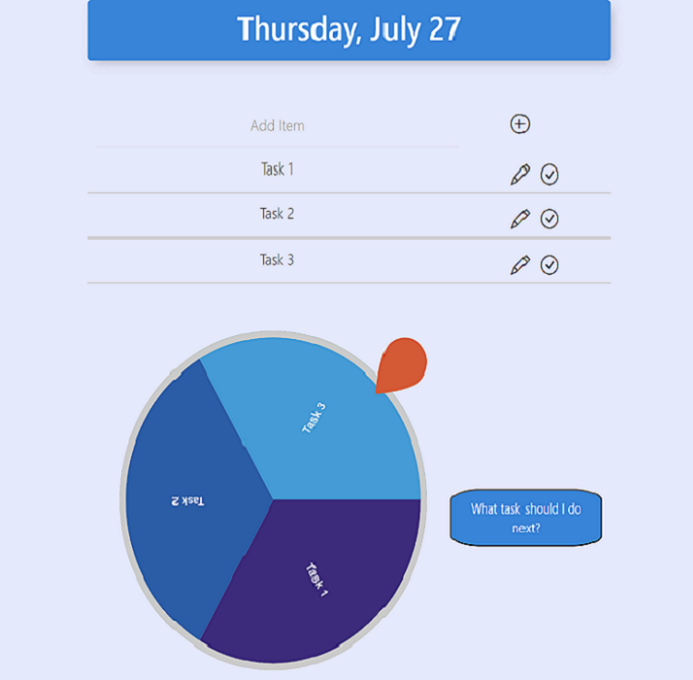 Thursday, July 27
Add Item
Task 1
Task 2
Task 3
Task 3
Task 2
Task 1
What task should I do
next?